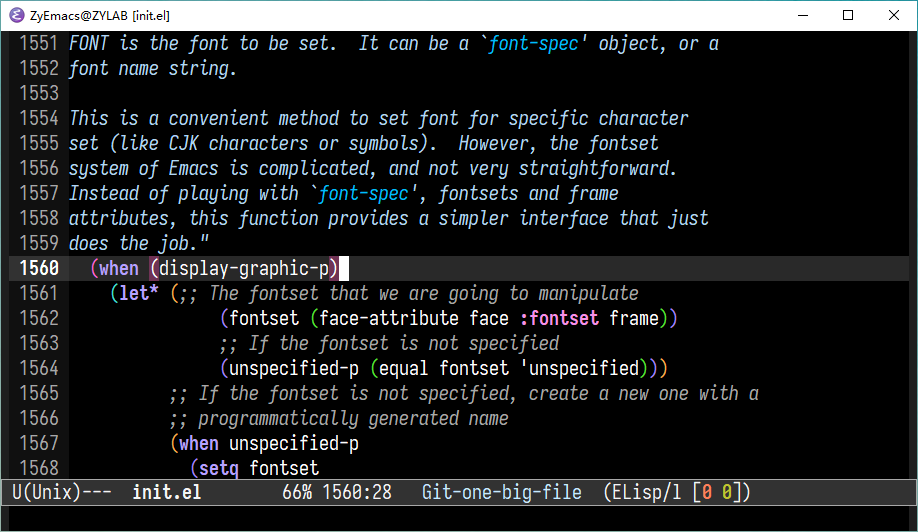 ZyEmacs@ZYLAB [init.el]
1551 FONT is the font to be set.  It can be a `font-spec' object, or a
1552 font name string.
1553
1554 This is a convenient method to set font for specific character
1555 set (like CJK characters or symbols).  However, the fontset
1556 system of Emacs is complicated, and not very straightforward.
1557 Instead of playing with `font-spec', fontsets and frame
1558 attributes, this function provides a simpler interface that just
1559 does the job."
1560   (when (display-graphic-p)
1561     (let* (;; The fontset that we are going to manipulate
1562                (fontset (face-attribute face :fontset frame))
1563                ;; If the fontset is not specified
1564                (unspecified-p (equal fontset 'unspecified)))
1565           ;; If the fontset is not specified, create a new one with a
1566           ;; programmatically generated name
1567           (when unspecified-p
1568             (setq fontset
U(Unix)---  init.el        66% 1560:28   Git-one-big-file  (ELisp/l [0 0])